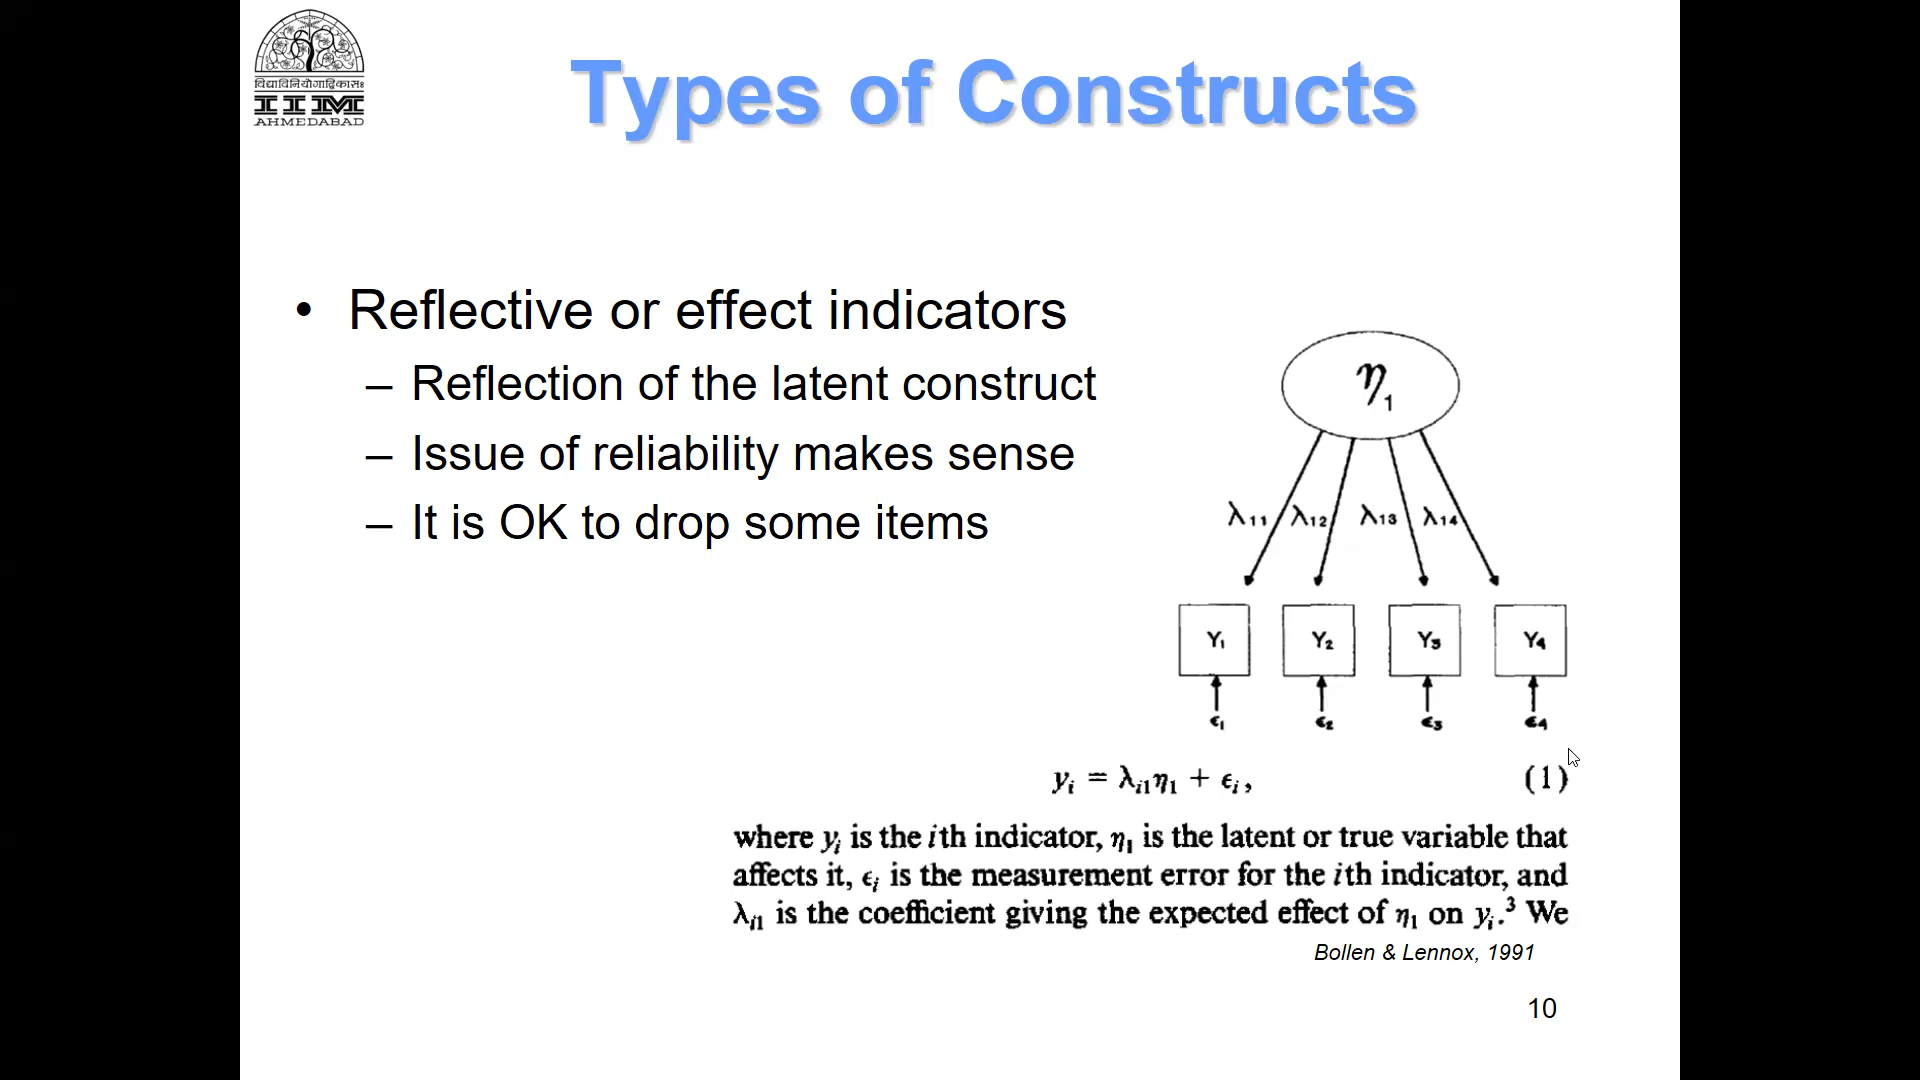 विद्याविनियोगाद्विकासः
IIM
AHMEDABAD
Types of Constructs
• Reflective or effect indicators
– Reflection of the latent construct
– Issue of reliability makes sense
– It is OK to drop some items
η₁
λ₁₁ λ₁₂ λ₁₃ λ₁₄
Y₁ Y₂ Y₃ Y₄
ϵ₁ ϵ₂ ϵ₃ ϵ₄
yᵢ = λᵢ₁η₁ + ϵᵢ, (1)
where yᵢ is the ith indicator, η₁ is the latent or true variable that
affects it, ϵᵢ is the measurement error for the ith indicator, and
λᵢ₁ is the coefficient giving the expected effect of η₁ on yᵢ.³ We
Bollen & Lennox, 1991
10